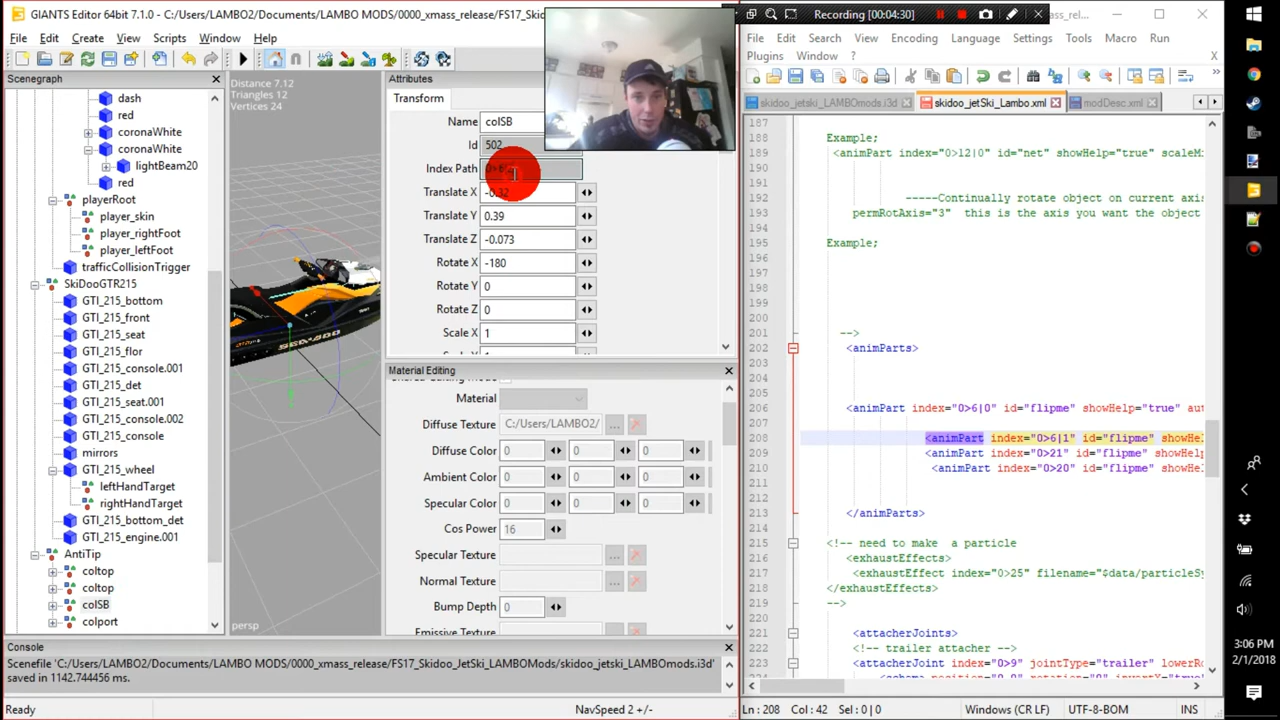 GIANTS Editor 64bit 7.1.0 - C:/Users/LAMBO2/Documents/LAMBO MODS/0000_xmass_release/FS17_Skid
File Edit Create View Scripts Window Help
Scenegraph
dash
red
coronaWhite
coronaWhite
lightBeam20
red
playerRoot
player_skin
player_rightFoot
player_leftFoot
trafficCollisionTrigger
SkiDooGTR215
GTI_215_bottom
GTI_215_front
GTI_215_seat
GTI_215_flor
GTI_215_console.001
GTI_215_det
GTI_215_seat.001
GTI_215_console.002
GTI_215_console
mirrors
GTI_215_wheel
leftHandTarget
rightHandTarget
GTI_215_bottom_det
GTI_215_engine.001
AntiTip
coltop
coltop
colSB
colport
Distance 7.12
Triangles 12
Vertices 24
persp
Attributes
Transform
Name colSB
Id 502
Index Path
Translate X -0.32
Translate Y 0.39
Translate Z -0.073
Rotate X -180
Rotate Y 0
Rotate Z 0
Scale X 1
Material Editing
Material
Diffuse Texture C:/Users/LAMBO2/ ...
Diffuse Color 0 0 0
Ambient Color 0 0 0
Specular Color 0 0 0
Cos Power 16
Specular Texture ...
Normal Texture ...
Bump Depth 0
Emissive Texture
Console
Scenefile 'C:/Users/LAMBO2/Documents/LAMBO MODS/0000_xmass_release/FS17_Skidoo_JetSki_LAMBOMods/skidoo_jetski_LAMBOmods.i3d'
saved in 1142.744456 ms.
Ready NavSpeed 2 +/-
Recording [00:04:30]
File Edit Search View Encoding Language Settings Tools Macro Run
Plugins Window ? X
skidoo_jetski_LAMBOmods.i3d skidoo_jetSki_Lambo.xml modDesc.xml
187
188 Example;
189 <animPart index="0>12|0" id="net" showHelp="true" scaleMi
190
191
192 -----Continually rotate object on current axis
193 permRotAxis="3" this is the axis you want the object
194
195 Example;
196
197
198
199
200
201 -->
202 <animParts>
203
204
205
206 <animPart index="0>6|0" id="flipme" showHelp="true" au
207
208 <animPart index="0>6|1" id="flipme" showHe
209 <animPart index="0>21" id="flipme" showHelp
210 <animPart index="0>20" id="flipme" showHelp
211
212
213 </animParts>
214
215 <!-- need to make a particle
216 <exhaustEffects>
217 <exhaustEffect index="0>25" filename="$data/particleSy
218 </exhaustEffects>
219 -->
220
221 <attacherJoints>
222 <!-- trailer attacher -->
223 <attacherJoint index="0>9" jointType="trailer" lowerRo
Ln : 208 Col : 42 Sel : 0 | 0 Windows (CR LF) UTF-8-BOM INS
3:06 PM
2/1/2018